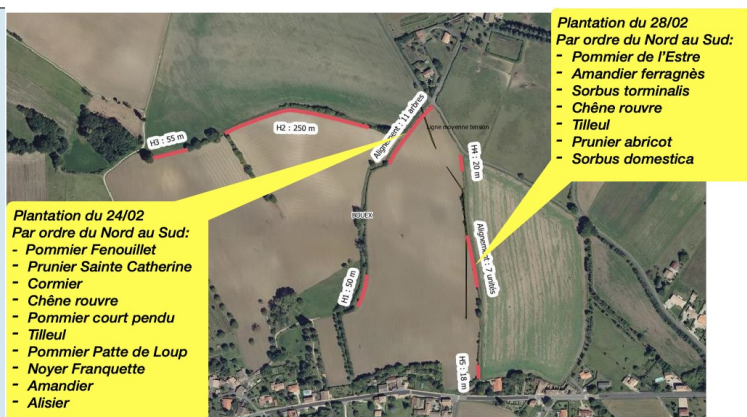 Plantation du 28/02
Par ordre du Nord au Sud:
- Pommier de l'Estre
- Amandier ferragnès
- Sorbus torminalis
- Chêne rouvre
- Tilleul
- Prunier abricot
- Sorbus domestica
Alignement : 11 arbres
Ligne moyenne tension
H2 : 250 m
H3 : 55 m
H4 : 20 m
BOUEX
Alignement : 7 unités
H1 : 50 m
H5 : 18 m
Plantation du 24/02
Par ordre du Nord au Sud:
- Pommier Fenouillet
- Prunier Sainte Catherine
- Cormier
- Chêne rouvre
- Pommier court pendu
- Tilleul
- Pommier Patte de Loup
- Noyer Franquette
- Amandier
- Alisier